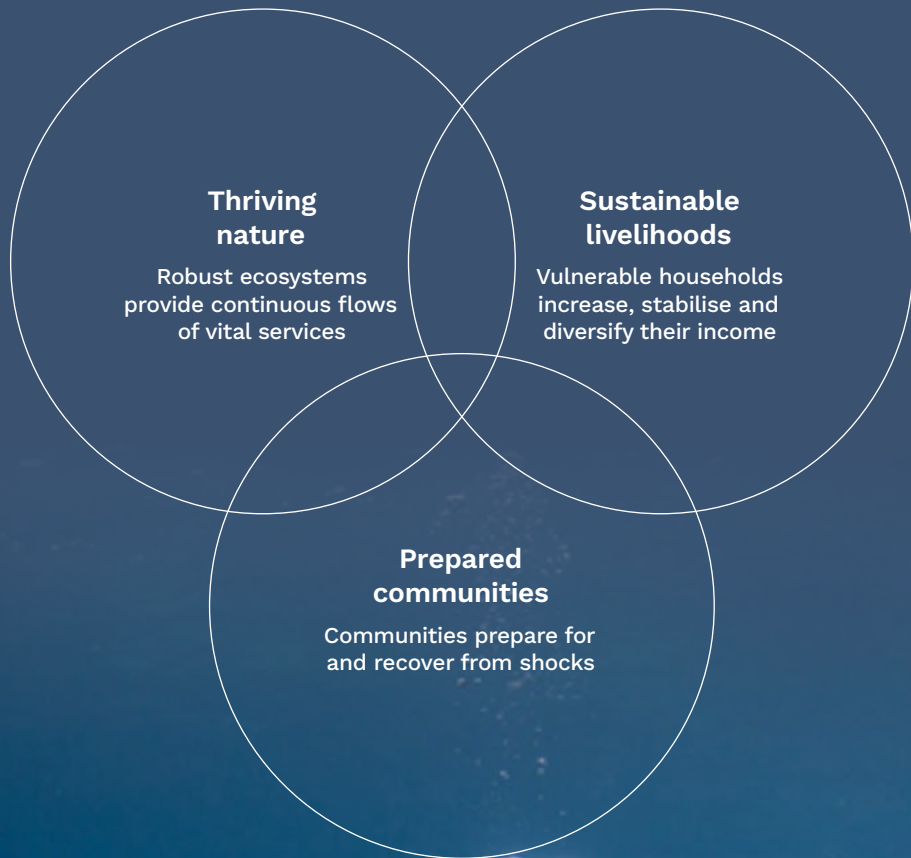 Thriving
nature
Robust ecosystems
provide continuous flows
of vital services
Sustainable
livelihoods
Vulnerable households
increase, stabilise and
diversify their income
Prepared
communities
Communities prepare for
and recover from shocks